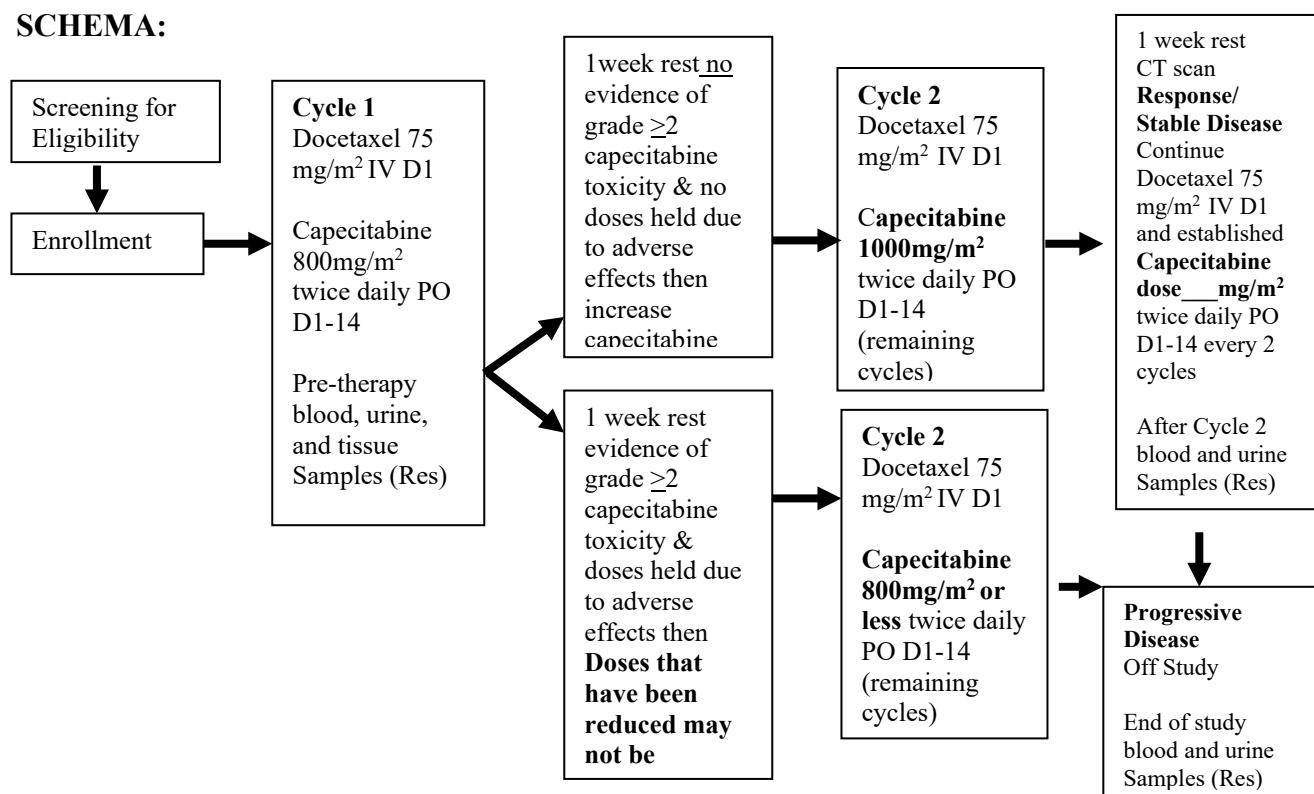 SCHEMA:
Screening for
Eligibility
Enrollment
Cycle 1
Docetaxel 75
mg/m² IV D1
Capecitabine
800mg/m²
twice daily PO
D1-14
Pre-therapy
blood, urine,
and tissue
Samples (Res)
1week rest no
evidence of
grade ≥2
capecitabine
toxicity & no
doses held due
to adverse
effects then
increase
capecitabine
1 week rest
evidence of
grade ≥2
capecitabine
toxicity &
doses held due
to adverse
effects then
Doses that
have been
reduced may
not be
Cycle 2
Docetaxel 75
mg/m² IV D1
Capecitabine
1000mg/m²
twice daily PO
D1-14
(remaining
cycles)
Cycle 2
Docetaxel 75
mg/m² IV D1
Capecitabine
800mg/m² or
less twice daily
PO D1-14
(remaining
cycles)
1 week rest
CT scan
Response/
Stable Disease
Continue
Docetaxel 75
mg/m² IV D1
and established
Capecitabine
dose___mg/m²
twice daily PO
D1-14 every 2
cycles
After Cycle 2
blood and urine
Samples (Res)
Progressive
Disease
Off Study
End of study
blood and urine
Samples (Res)